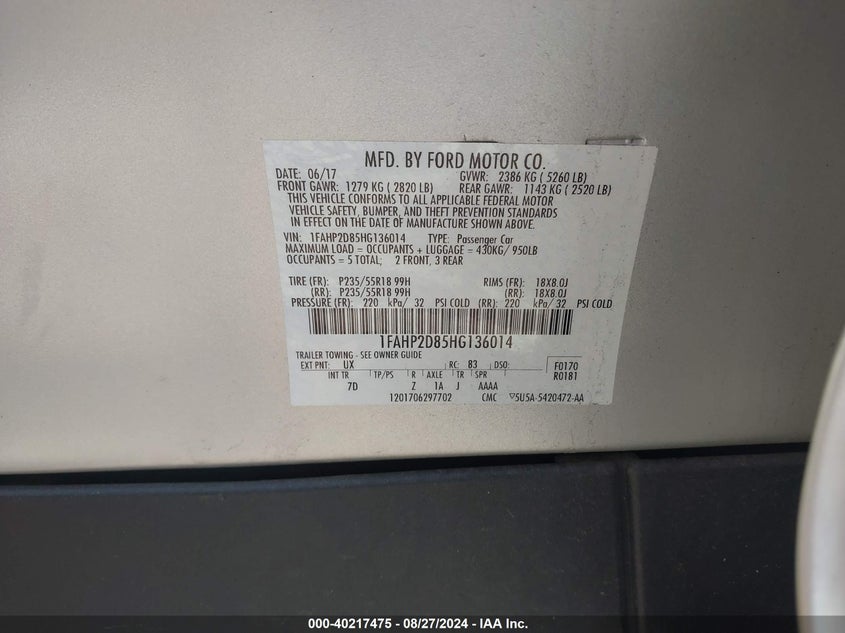 MFD. BY FORD MOTOR CO.
DATE: 06/17 GVWR: 2386 KG ( 5260 LB)
FRONT GAWR: 1279 KG ( 2820 LB) REAR GAWR: 1143 KG ( 2520 LB)
THIS VEHICLE CONFORMS TO ALL APPLICABLE FEDERAL MOTOR
VEHICLE SAFETY, BUMPER, AND THEFT PREVENTION STANDARDS
IN EFFECT ON THE DATE OF MANUFACTURE SHOWN ABOVE.
VIN: 1FAHP2D85HG136014 TYPE: Passenger Car
MAXIMUM LOAD = OCCUPANTS + LUGGAGE = 430KG/ 950LB
OCCUPANTS = 5 TOTAL; 2 FRONT, 3 REAR
TIRE (FR): P235/55R18 99H RIMS (FR): 18X8.0J
(RR): P235/55R18 99H (RR): 18X8.0J
PRESSURE (FR): 220 kPa/ 32 PSI COLD (RR): 220 kPa/ 32 PSI COLD
1FAHP2D85HG136014
TRAILER TOWING - SEE OWNER GUIDE
EXT PNT: UX RC: 83 DSO: F0170
INT TR TP/PS R AXLE TR SPR R0181
7D Z 1A J AAAA
1201706297702 CMC ▽5U5A-5420472-AA
000-40217475 - 08/27/2024 - IAA Inc.